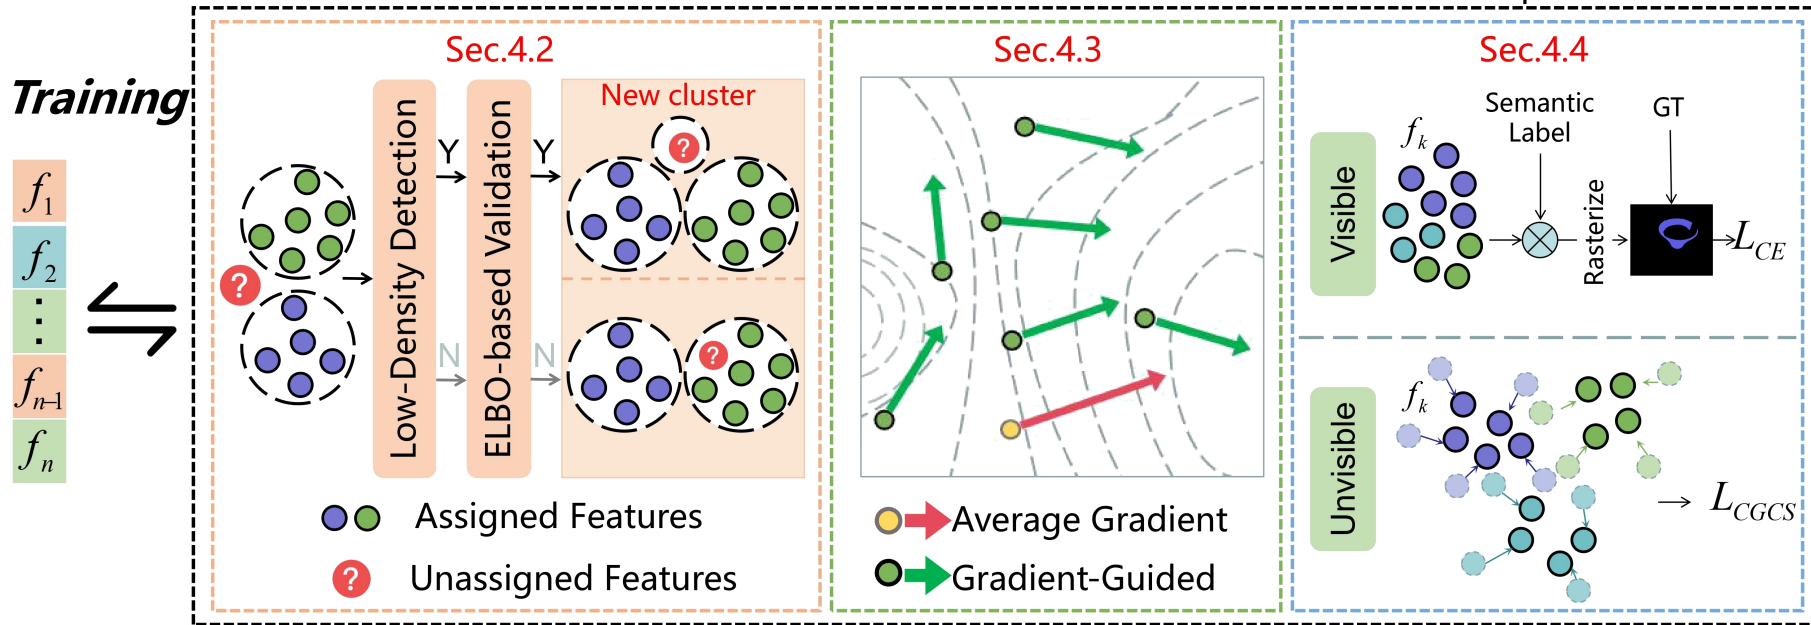 Training
f1
f2
⋮
fn-1
fn
Sec.4.2
Low-Density Detection
ELBO-based Validation
Y
Y
N
N
New cluster
?
?
?
Assigned Features
? Unassigned Features
Sec.4.3
Average Gradient
Gradient-Guided
Sec.4.4
Visible
fk
Semantic
Label
GT
Rasterize
LCE
Unvisible
fk
LCGCS